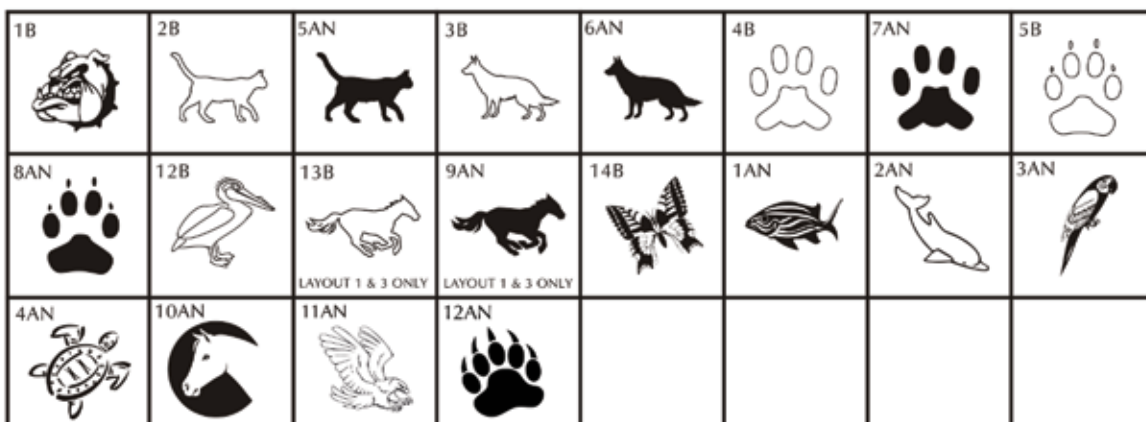 1B
2B
5AN
3B
6AN
4B
7AN
5B
8AN
12B
13B
LAYOUT 1 & 3 ONLY
9AN
LAYOUT 1 & 3 ONLY
14B
1AN
2AN
3AN
4AN
10AN
11AN
12AN